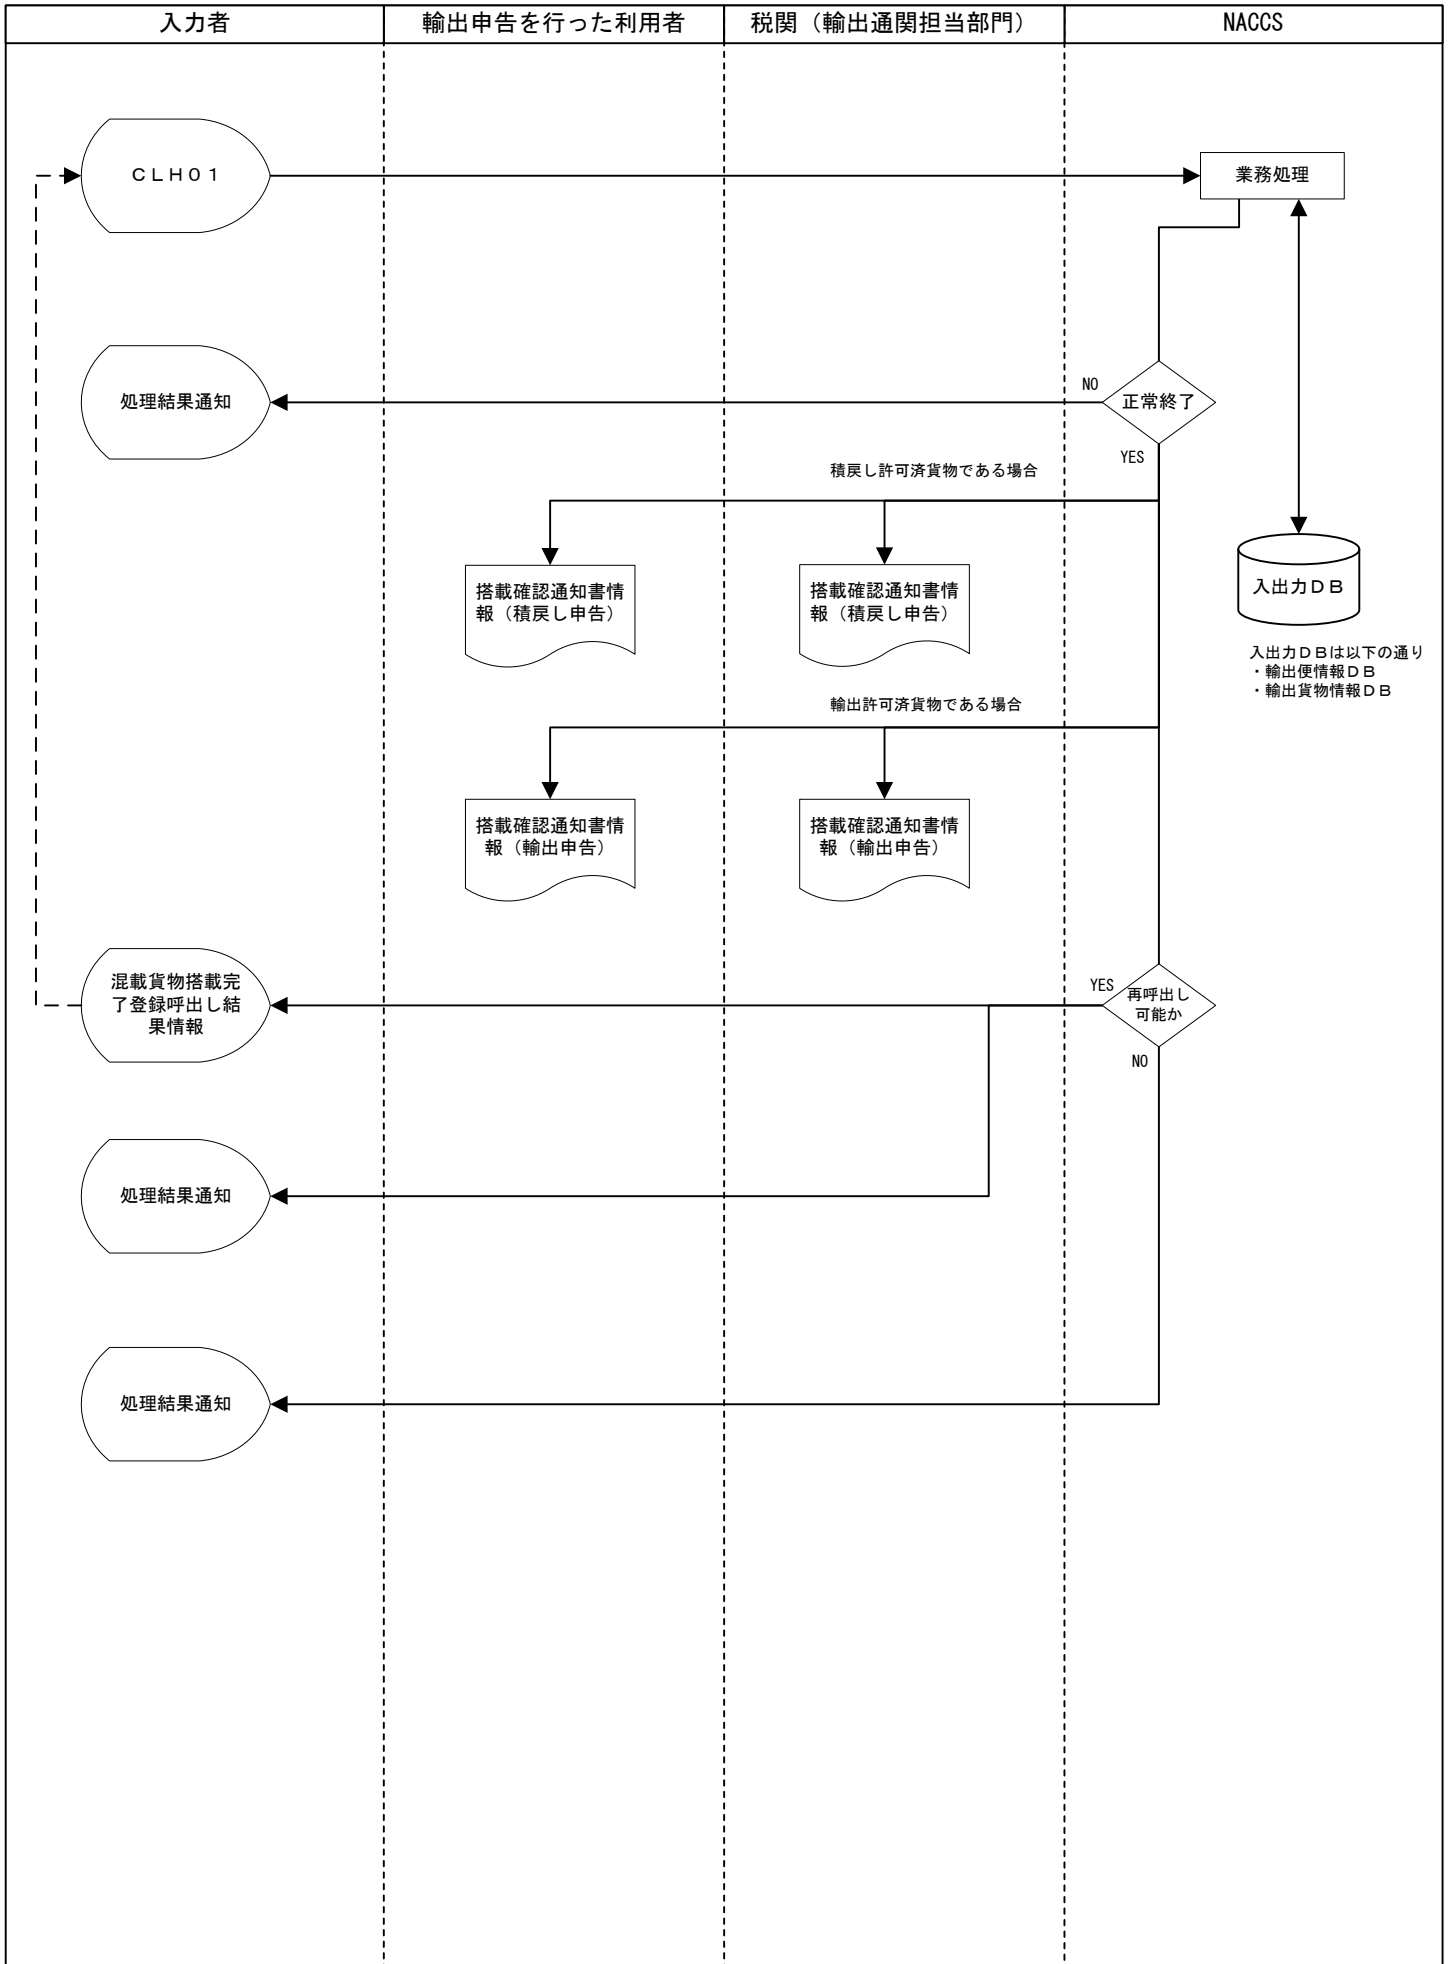 入力者
輸出申告を行った利用者
税関（輸出通関担当部門）
NACCS
ＣＬＨ０１
業務処理
処理結果通知
NO
正常終了
YES
積戻し許可済貨物である場合
搭載確認通知書情
報（積戻し申告）
搭載確認通知書情
報（積戻し申告）
入出力ＤＢ
入出力ＤＢは以下の通り
・輸出便情報ＤＢ
・輸出貨物情報ＤＢ
輸出許可済貨物である場合
搭載確認通知書情
報（輸出申告）
搭載確認通知書情
報（輸出申告）
混載貨物搭載完
了登録呼出し結
果情報
YES
再呼出し
可能か
NO
処理結果通知
処理結果通知